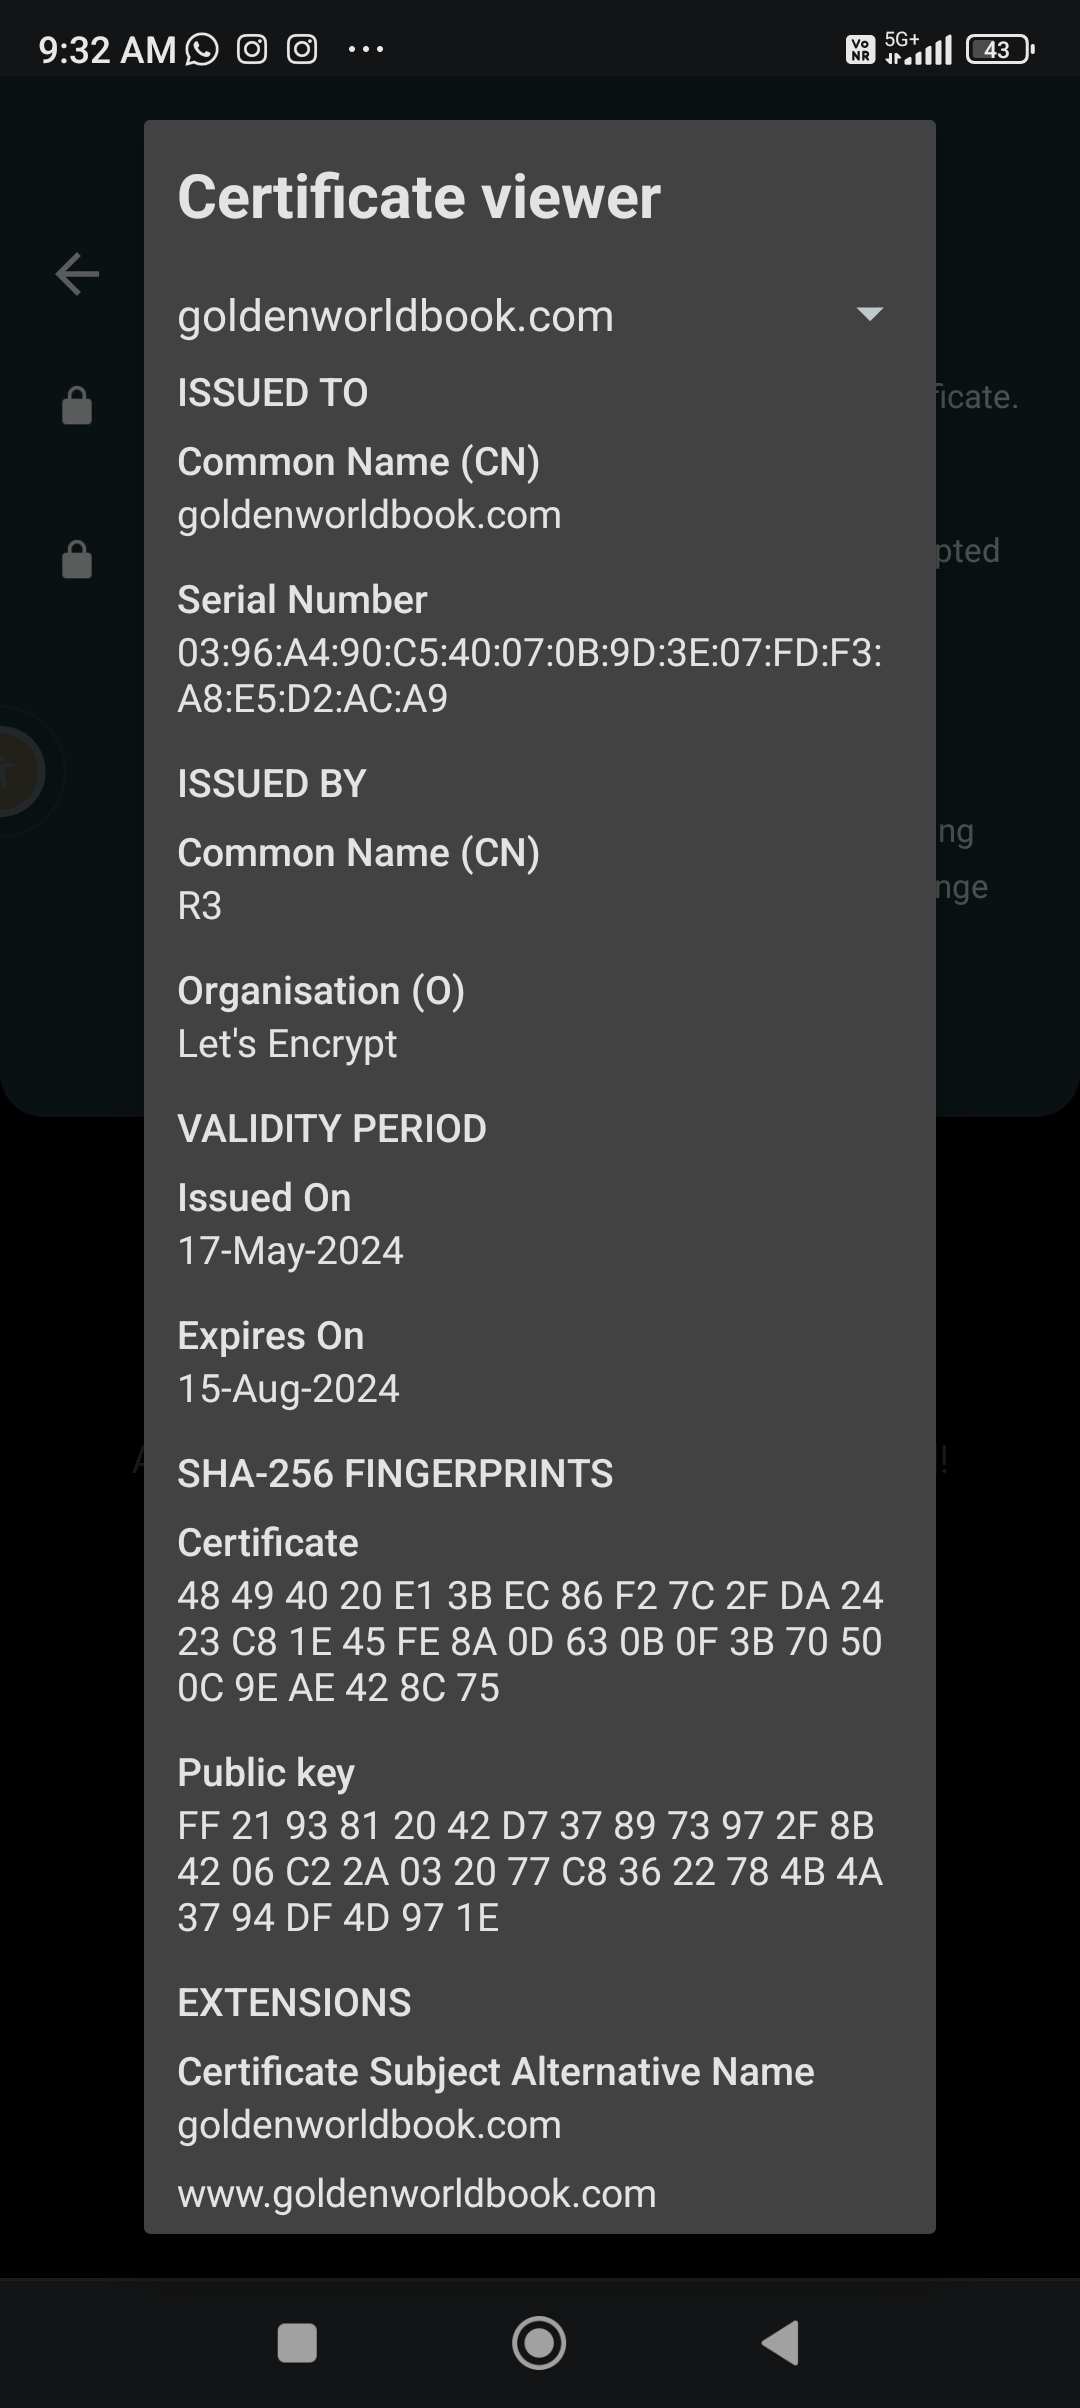 9:32 AM
Vo
NR
5G+
43
Certificate viewer
goldenworldbook.com
ISSUED TO
ficate.
Common Name (CN)
goldenworldbook.com
pted
Serial Number
03:96:A4:90:C5:40:07:0B:9D:3E:07:FD:F3:
A8:E5:D2:AC:A9
ISSUED BY
ng
Common Name (CN)
nge
R3
Organisation (O)
Let's Encrypt
VALIDITY PERIOD
Issued On
17-May-2024
Expires On
15-Aug-2024
SHA-256 FINGERPRINTS
Certificate
48 49 40 20 E1 3B EC 86 F2 7C 2F DA 24
23 C8 1E 45 FE 8A 0D 63 0B 0F 3B 70 50
0C 9E AE 42 8C 75
Public key
FF 21 93 81 20 42 D7 37 89 73 97 2F 8B
42 06 C2 2A 03 20 77 C8 36 22 78 4B 4A
37 94 DF 4D 97 1E
EXTENSIONS
Certificate Subject Alternative Name
goldenworldbook.com
www.goldenworldbook.com